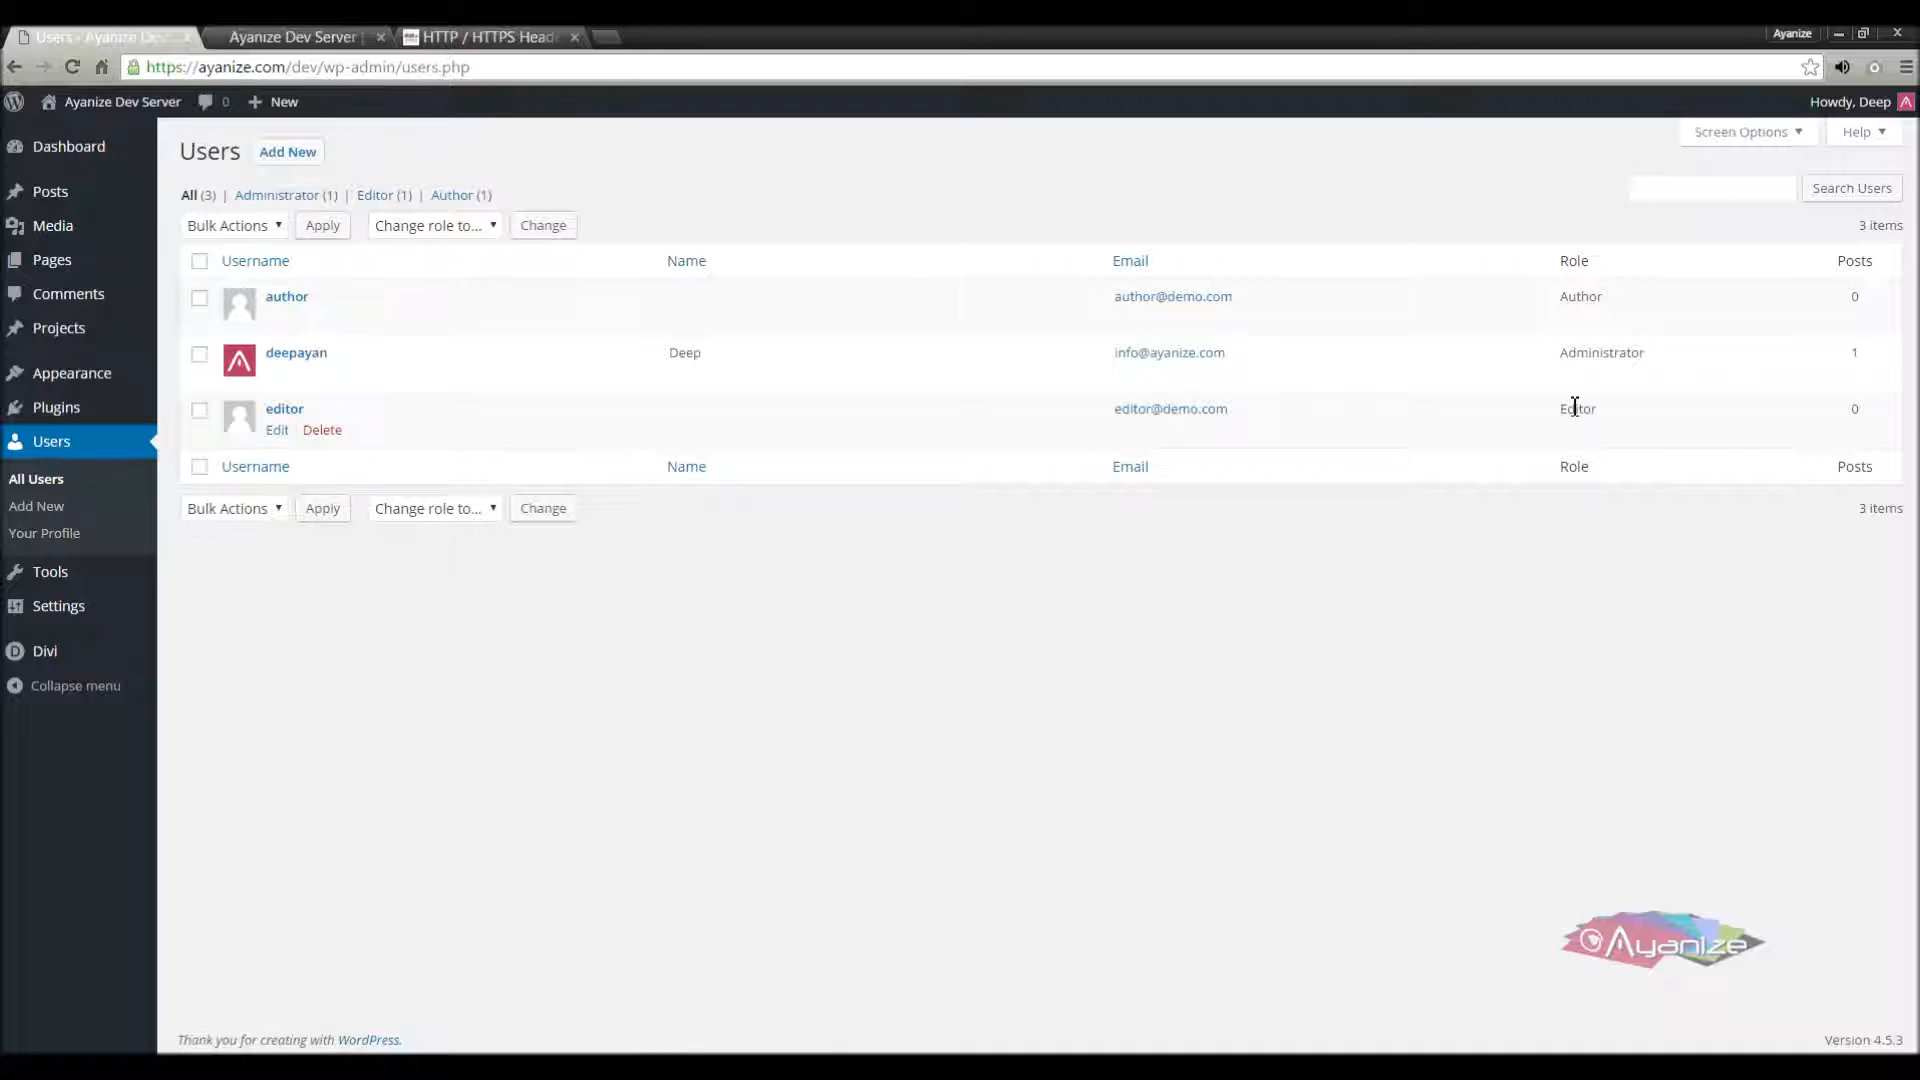 Users - Ayanize Dev
Ayanize Dev Server
HTTP / HTTPS Head
Ayanize
https://ayanize.com/dev/wp-admin/users.php
Ayanize Dev Server
0
New
Howdy, Deep
Dashboard
Posts
Media
Pages
Comments
Projects
Appearance
Plugins
Users
All Users
Add New
Your Profile
Tools
Settings
Divi
Collapse menu
Screen Options
Help
Users Add New
All (3) | Administrator (1) | Editor (1) | Author (1)
Search Users
Bulk Actions Apply Change role to... Change 3 items
Username Name Email Role Posts
author author@demo.com Author 0
deepayan Deep info@ayanize.com Administrator 1
editor editor@demo.com Editor 0
Edit Delete
Username Name Email Role Posts
Bulk Actions Apply Change role to... Change 3 items
Ayanize
Thank you for creating with WordPress. Version 4.5.3